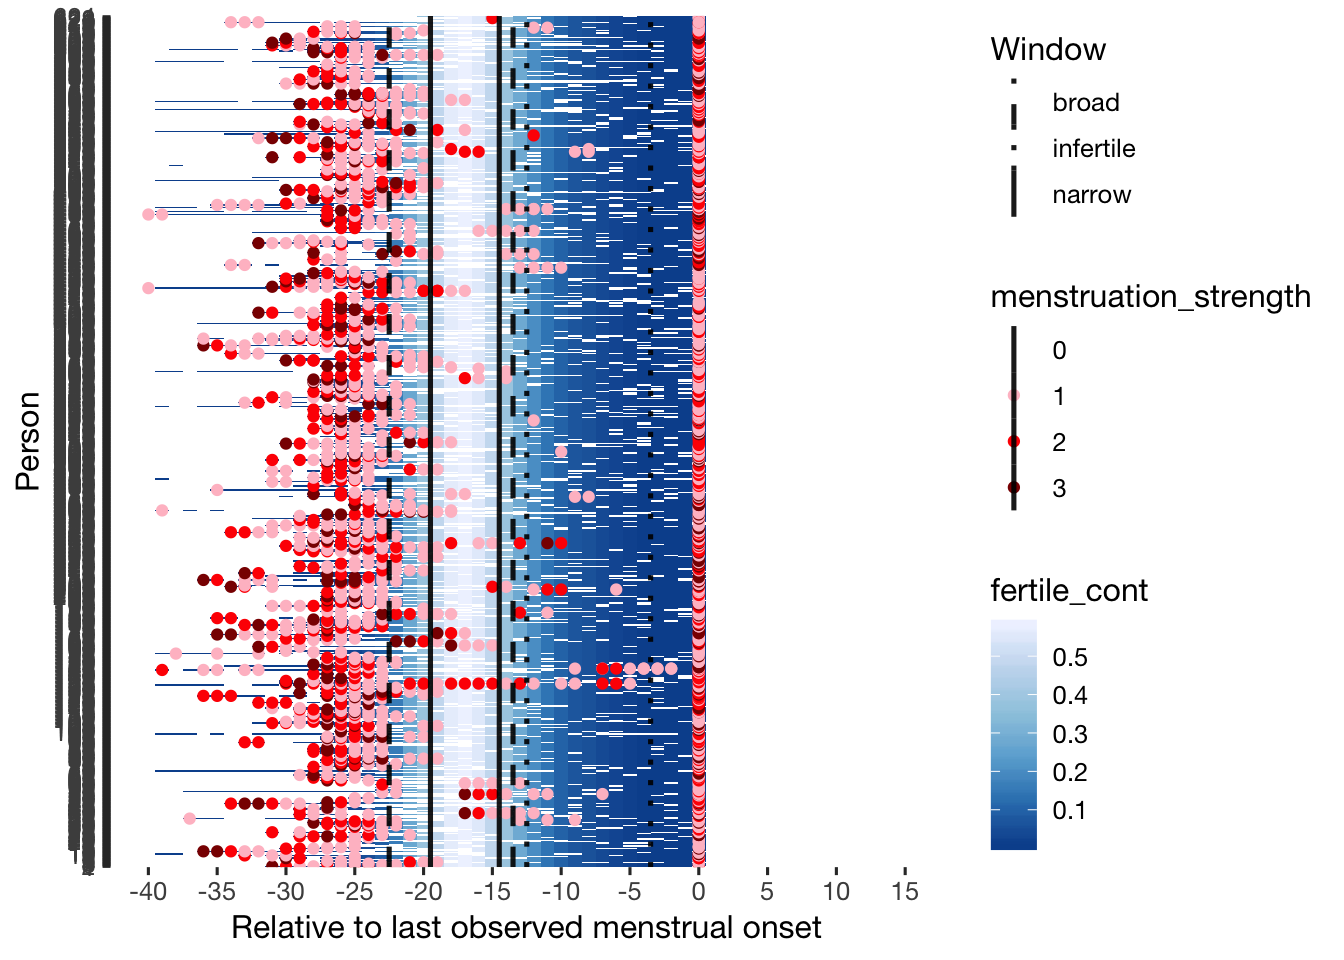 Window
broad
infertile
narrow
menstruation_strength
0
1
2
3
fertile_cont
0.5
0.4
0.3
0.2
0.1
Person
-40 -35 -30 -25 -20 -15 -10 -5 0 5 10 15
Relative to last observed menstrual onset